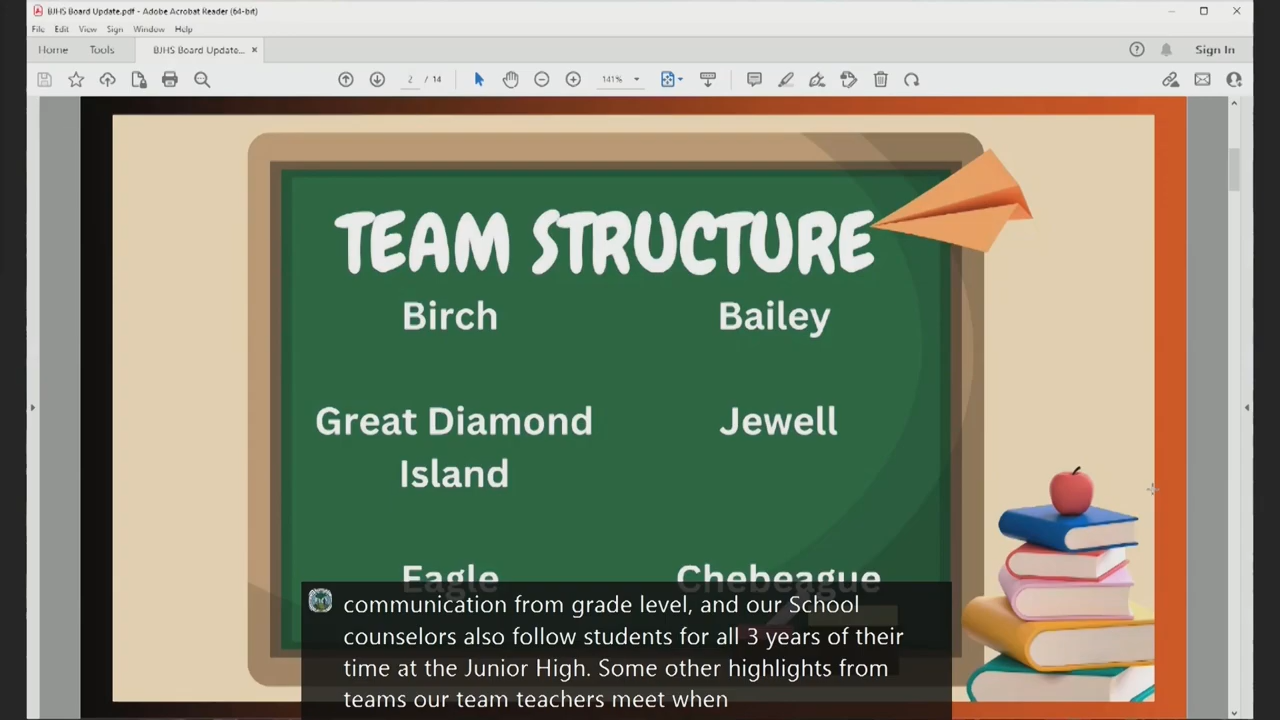 BJHS Board Update.pdf - Adobe Acrobat Reader (64-bit)
File Edit View Sign Window Help
Home Tools BJHS Board Update... × Sign In
2 / 14 141%
TEAM STRUCTURE
Birch Bailey
Great Diamond Jewell
Island
Eagle Chebeague
communication from grade level, and our School
counselors also follow students for all 3 years of their
time at the Junior High. Some other highlights from
teams our team teachers meet when